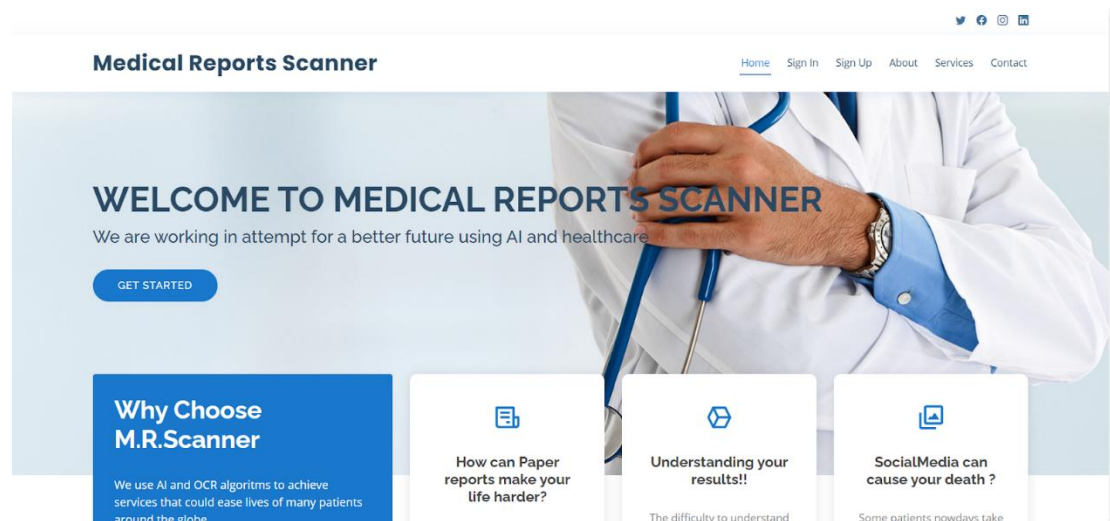 Medical Reports Scanner
Home Sign In Sign Up About Services Contact
WELCOME TO MEDICAL REPORTS SCANNER
We are working in attempt for a better future using AI and healthcare
GET STARTED
Why Choose
M.R.Scanner
We use AI and OCR algoritms to achieve
services that could ease lives of many patients
around the globe
How can Paper
reports make your
life harder?
Understanding your
results!!
The difficulty to understand
SocialMedia can
cause your death ?
Some patients nowdays take